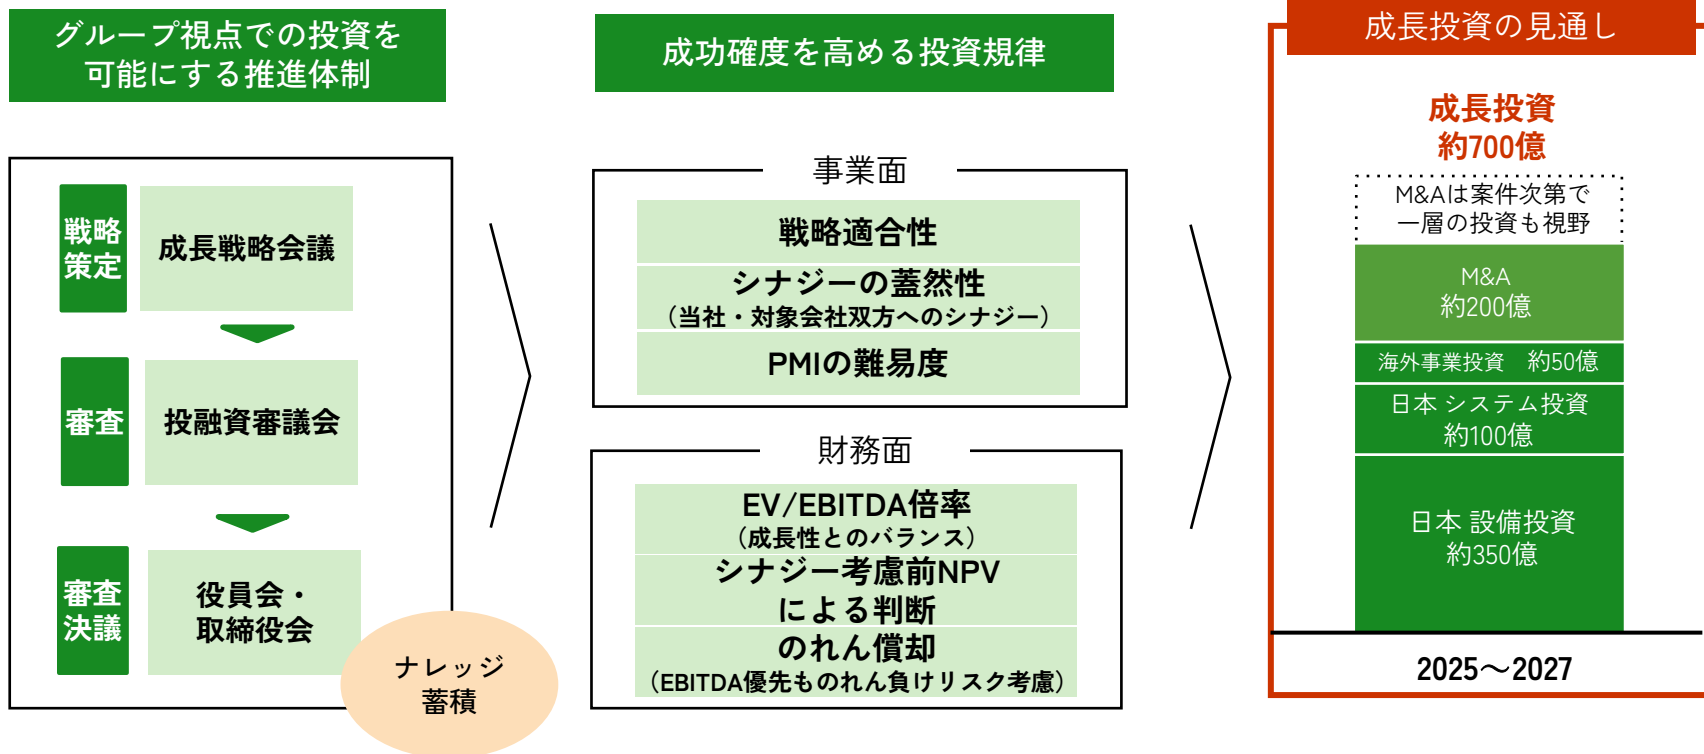 グループ視点での投資を
可能にする推進体制
戦略
策定
成長戦略会議
審査
投融資審議会
審査
決議
役員会・
取締役会
ナレッジ
蓄積
成功確度を高める投資規律
事業面
戦略適合性
シナジーの蓋然性
（当社・対象会社双方へのシナジー）
PMIの難易度
財務面
EV/EBITDA倍率
（成長性とのバランス）
シナジー考慮前NPV
による判断
のれん償却
（EBITDA優先ものれん負けリスク考慮）
成長投資の見通し
成長投資
約700億
M&Aは案件次第で
一層の投資も視野
M&A
約200億
海外事業投資　約50億
日本 システム投資
約100億
日本 設備投資
約350億
2025～2027